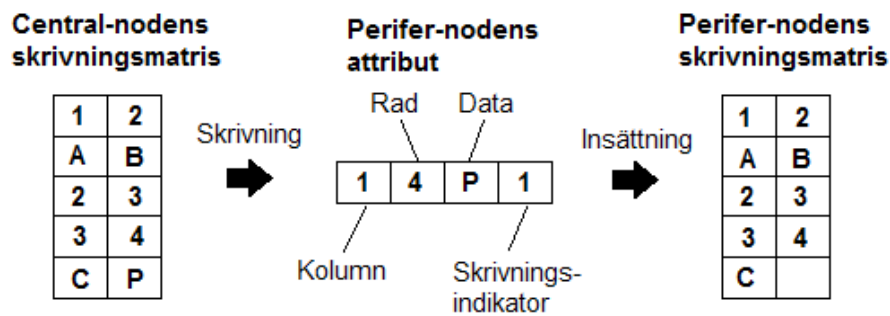 Central-nodens
skrivningsmatris
Perifer-nodens
attribut
Perifer-nodens
skrivningsmatris
Rad
Data
1 2
A B
2 3
3 4
C P
Skrivning
1 4 P 1
Kolumn
Skrivnings-
indikator
Insättning
1 2
A B
2 3
3 4
C